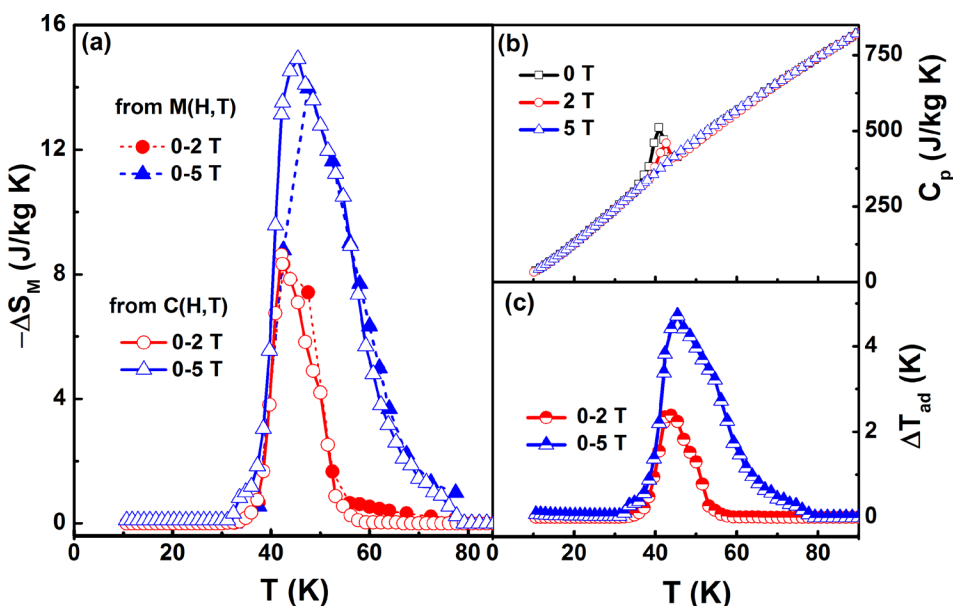 (a)
16
12
8
4
0
−ΔS_M (J/kg K)
from M(H,T)
0-2 T
0-5 T
from C(H,T)
0-2 T
0-5 T
0 20 40 60 80
T (K)
(b)
0 T
2 T
5 T
750
500
250
0
C_p (J/kg K)
(c)
0-2 T
0-5 T
4
2
0
ΔT_ad (K)
20 40 60 80
T (K)